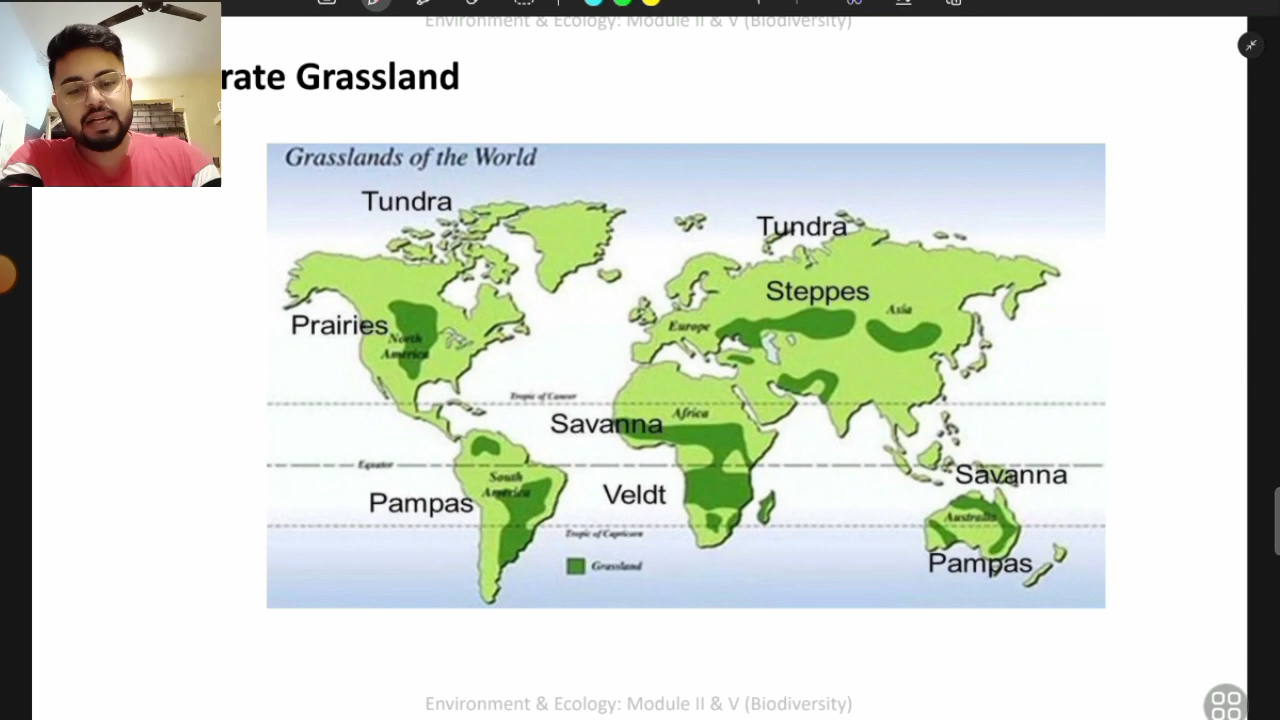 Environment & Ecology: Module II & V (Biodiversity)
rate Grassland
Grasslands of the World
Tundra
Tundra
Steppes
Asia
Prairies
Europe
North
America
Tropic of Cancer
Africa
Savanna
Equator
Savanna
South
America
Veldt
Pampas
Australia
Tropic of Capricorn
Pampas
Grassland
Environment & Ecology: Module II & V (Biodiversity)